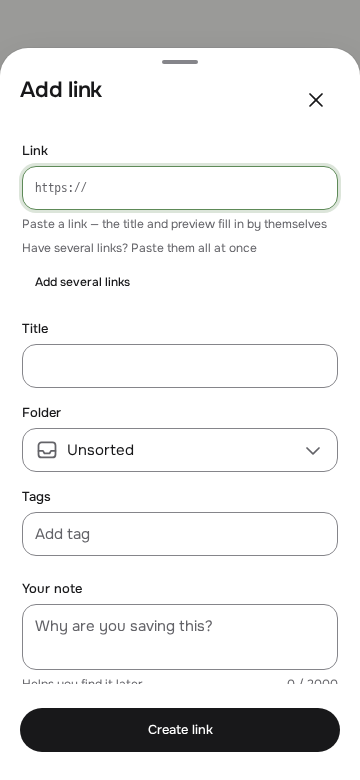 Add link
Link
https://
Paste a link — the title and preview fill in by themselves
Have several links? Paste them all at once
Add several links
Title
Folder
Unsorted
Tags
Add tag
Your note
Why are you saving this?
Helps you find it later 0 / 2000
Create link